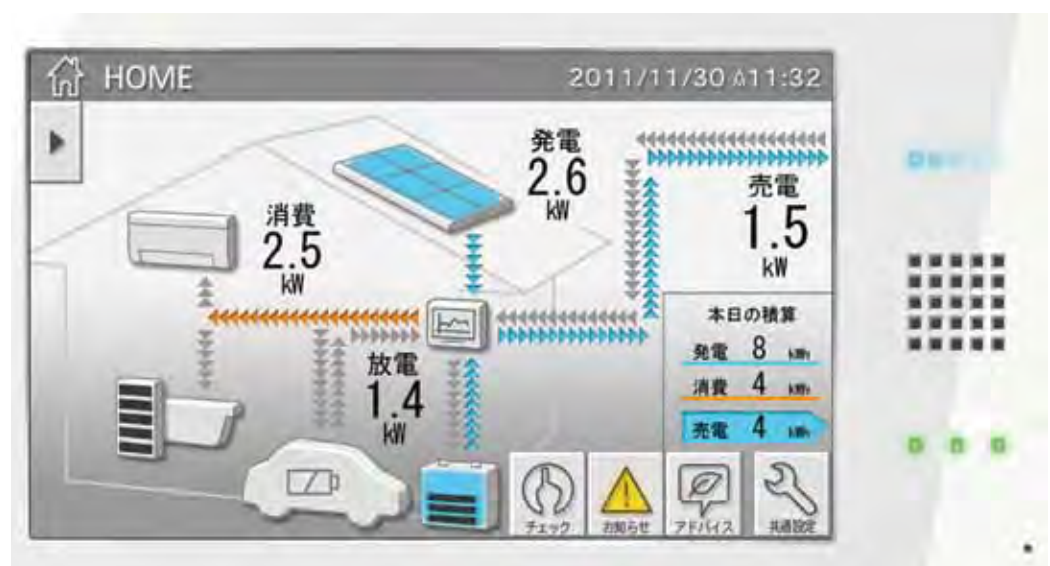 HOME
2011/11/30 11:32
発電
2.6
kW
売電
1.5
kW
消費
2.5
kW
放電
1.4
kW
本日の積算
発電 8 kWh
消費 4 kWh
売電 4 kWh
チェック
お知らせ
アドバイス
共通設定